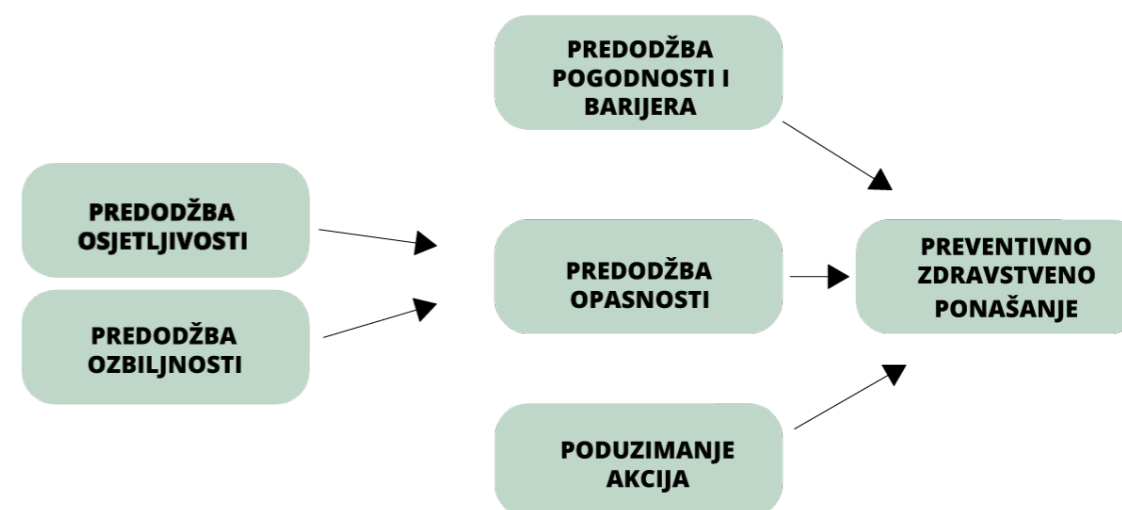 PREDODŽBA
POGODNOSTI I
BARIJERA
PREDODŽBA
OSJETLJIVOSTI
PREDODŽBA
OZBILJNOSTI
PREDODŽBA
OPASNOSTI
PREVENTIVNO
ZDRAVSTVENO
PONAŠANJE
PODUZIMANJE
AKCIJA